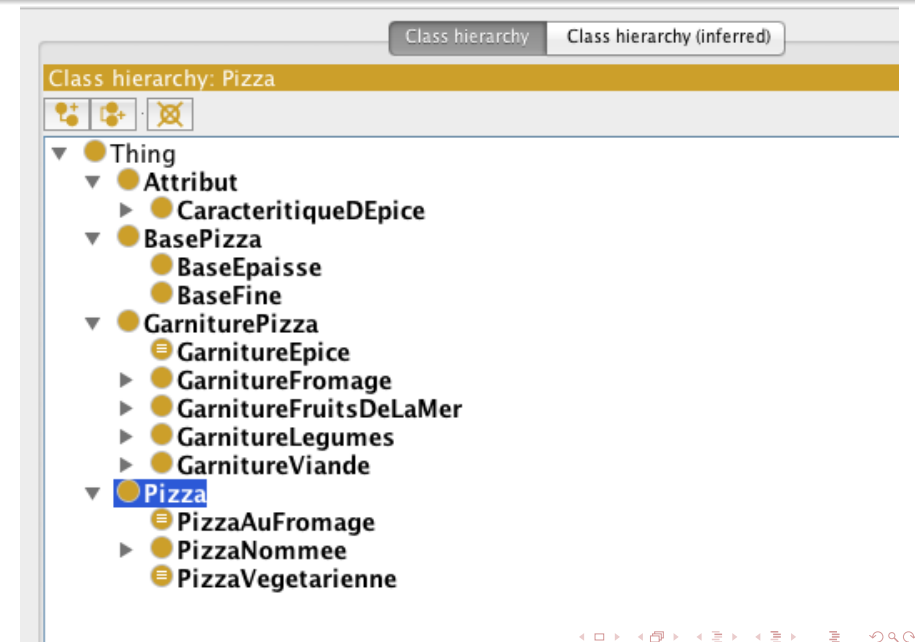 Class hierarchy Class hierarchy (inferred)
Class hierarchy: Pizza
Thing
Attribut
CaracteritiqueDEpice
BasePizza
BaseEpaisse
BaseFine
GarniturePizza
GarnitureEpice
GarnitureFromage
GarnitureFruitsDeLaMer
GarnitureLegumes
GarnitureViande
Pizza
PizzaAuFromage
PizzaNommee
PizzaVegetarienne